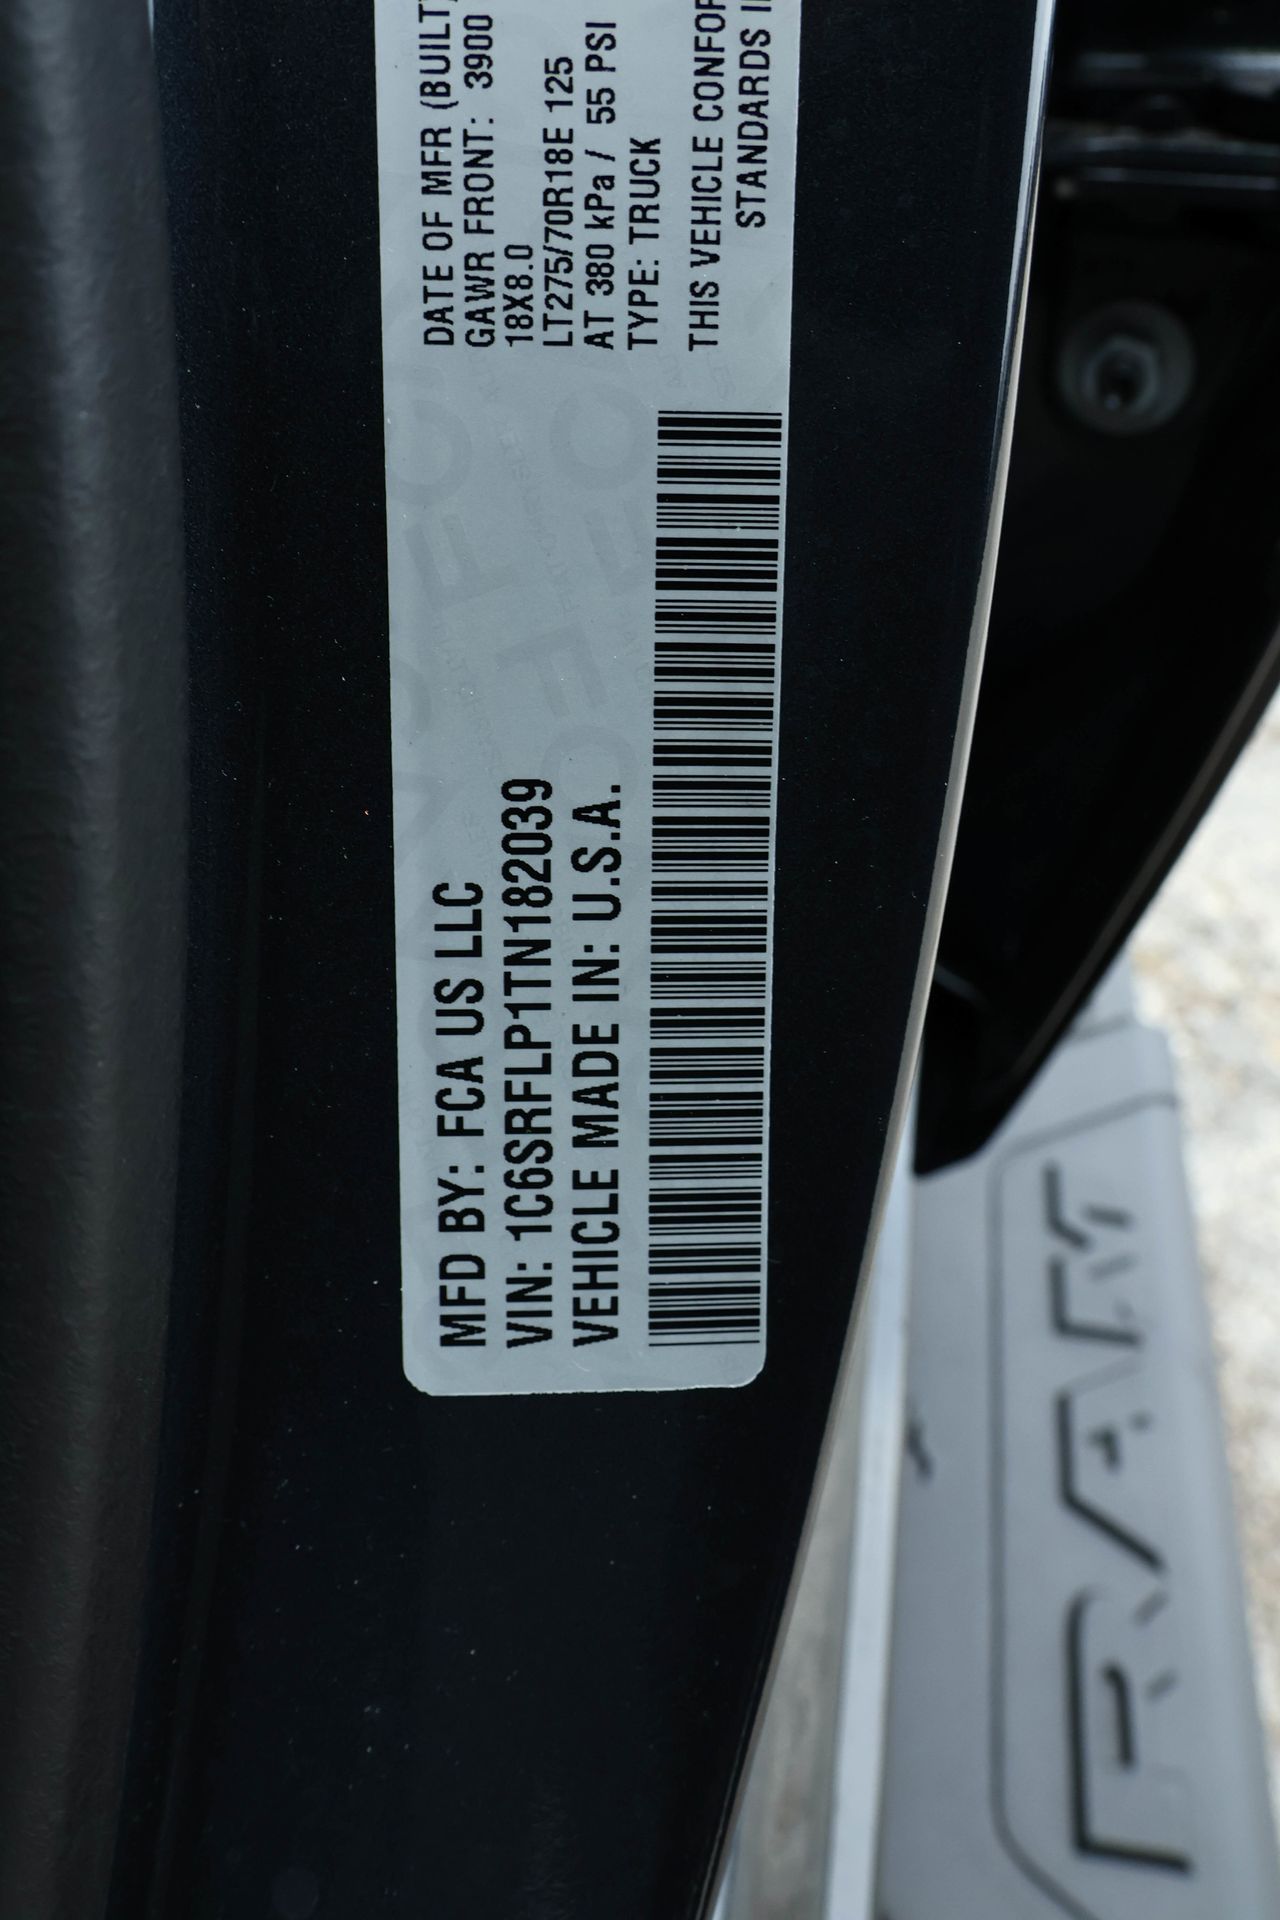 MFD BY: FCA US LLC
VIN: 1C6SRFLP1TN182039
VEHICLE MADE IN: U.S.A.
DATE OF MFR (BUILT
GAWR FRONT: 3900
18X8.0
LT275/70R18E 125
AT 380 kPa / 55 PSI
TYPE: TRUCK
THIS VEHICLE CONFOR
STANDARDS I
RAM